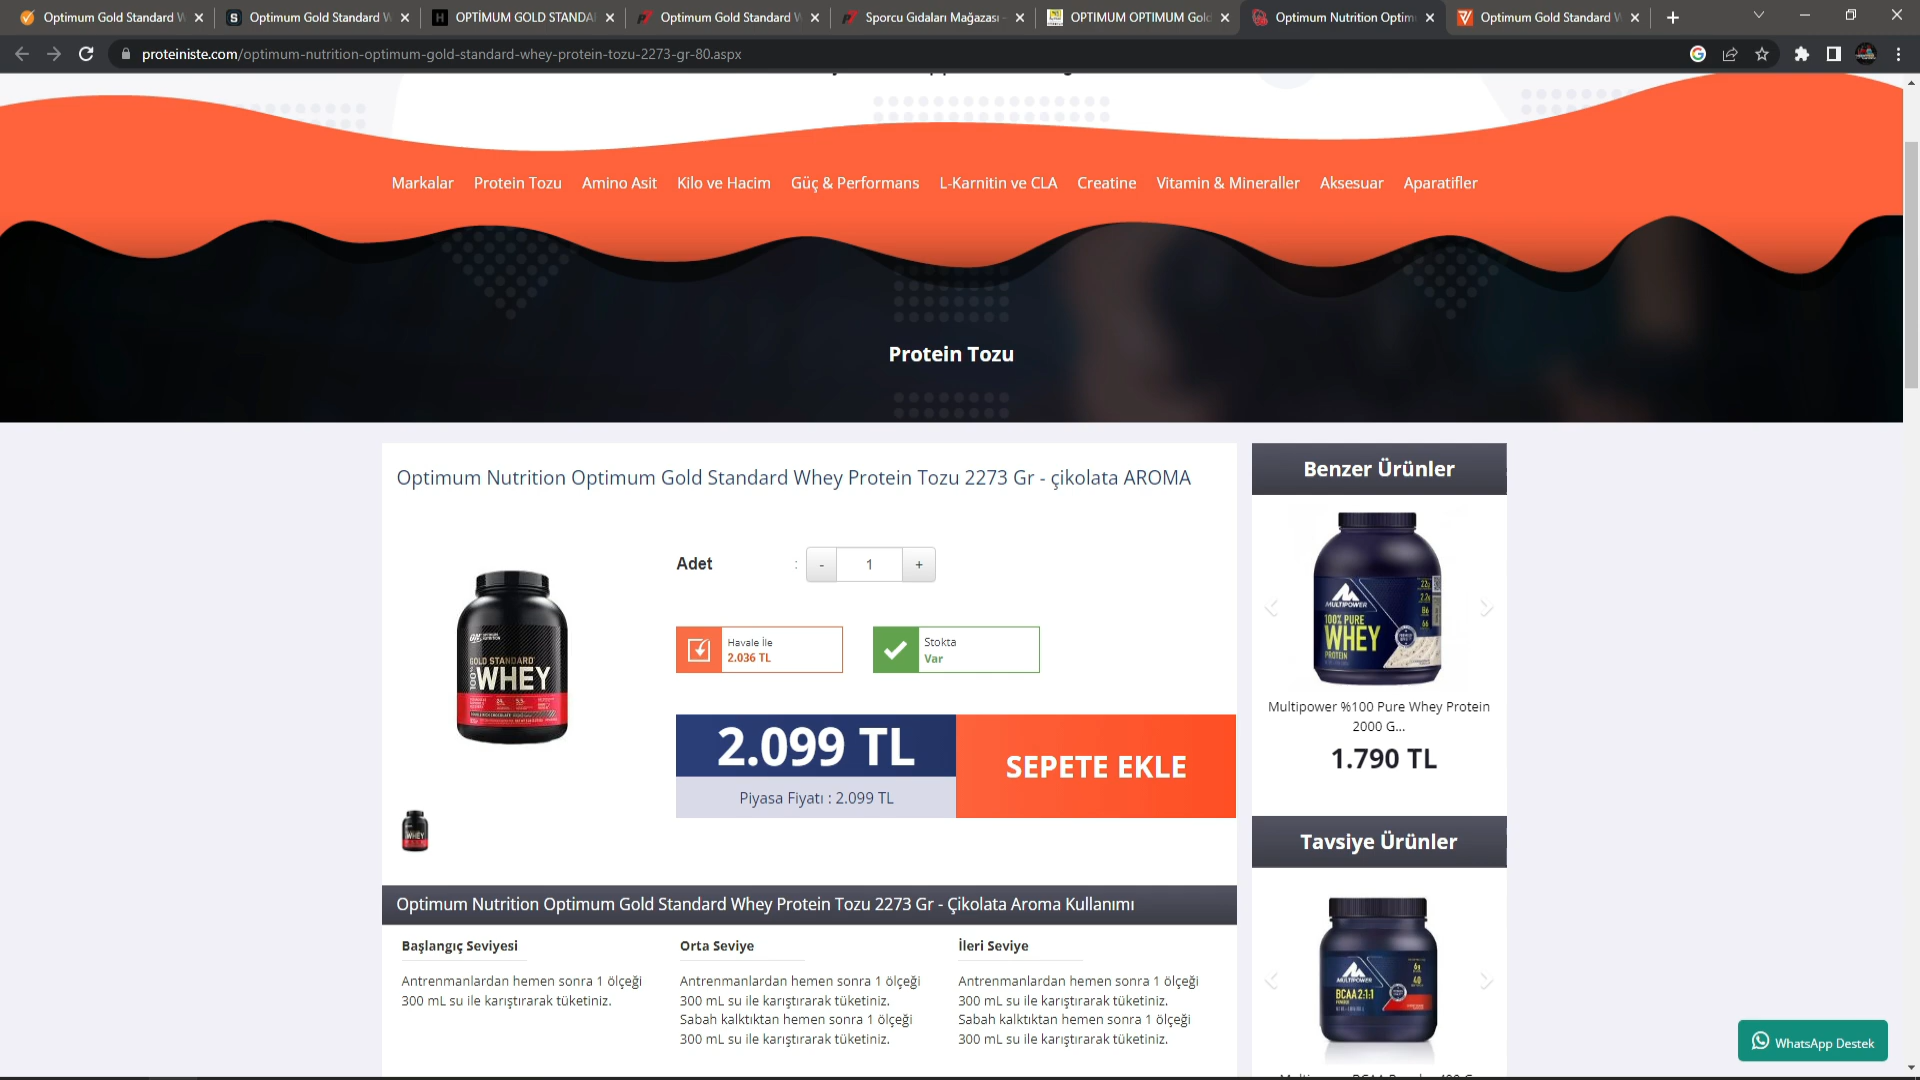 Optimum Gold Standard W
Optimum Gold Standard W
OPTİMUM GOLD STANDA
Optimum Gold Standard W
Sporcu Gıdaları Mağazası -
OPTIMUM OPTIMUM Gol
Optimum Nutrition Optim
Optimum Gold Standard W
proteiniste.com/optimum-nutrition-optimum-gold-standard-whey-protein-tozu-2273-gr-80.aspx
Markalar Protein Tozu Amino Asit Kilo ve Hacim Güç & Performans L-Karnitin ve CLA Creatine Vitamin & Mineraller Aksesuar Aparatifler
Protein Tozu
Optimum Nutrition Optimum Gold Standard Whey Protein Tozu 2273 Gr - çikolata AROMA
Adet : - 1 +
Havale İle
2.036 TL
Stokta
Var
2.099 TL
Piyasa Fiyatı : 2.099 TL
SEPETE EKLE
ON OPTIMUM NUTRITION
GOLD STANDARD
100% WHEY
WHEY
Optimum Nutrition Optimum Gold Standard Whey Protein Tozu 2273 Gr - Çikolata Aroma Kullanımı
Başlangıç Seviyesi
Antrenmanlardan hemen sonra 1 ölçeği
300 mL su ile karıştırarak tüketiniz.
Orta Seviye
Antrenmanlardan hemen sonra 1 ölçeği
300 mL su ile karıştırarak tüketiniz.
Sabah kalktıktan hemen sonra 1 ölçeği
300 mL su ile karıştırarak tüketiniz.
İleri Seviye
Antrenmanlardan hemen sonra 1 ölçeği
300 mL su ile karıştırarak tüketiniz.
Sabah kalktıktan hemen sonra 1 ölçeği
300 mL su ile karıştırarak tüketiniz.
Benzer Ürünler
MULTIPOWER
100% PURE
WHEY
PROTEIN
Multipower %100 Pure Whey Protein
2000 G...
1.790 TL
Tavsiye Ürünler
MULTIPOWER
BCAA 2:1:1
POWDER
WhatsApp Destek